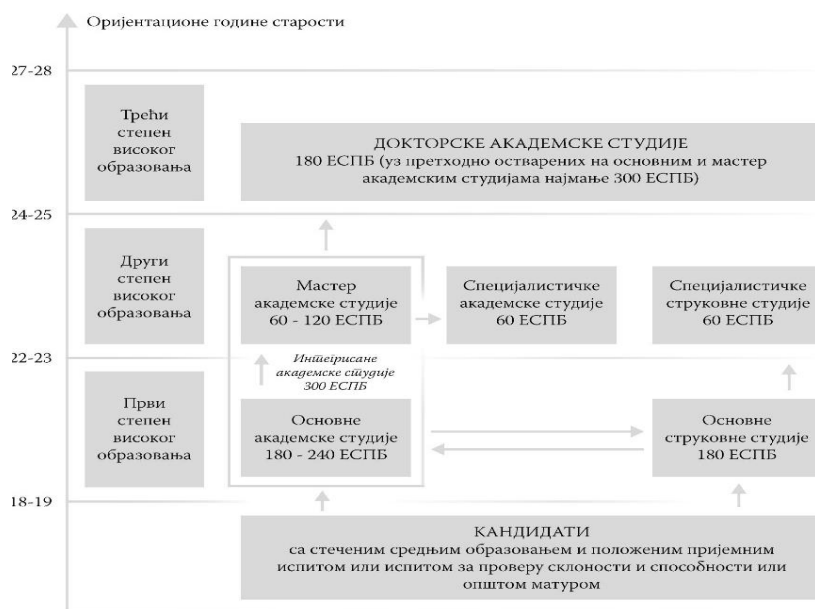 Оријентационе године старости
27-28
Трећи
степен
високог
образовања
ДОКТОРСКЕ АКАДЕМСКЕ СТУДИЈЕ
180 ЕСПБ (уз претходно остварених на основним и мастер
академским студијама најмање 300 ЕСПБ)
24-25
Други
степен
високог
образовања
Мастер
академске студије
60 - 120 ЕСПБ
Специјалистичке
академске студије
60 ЕСПБ
Специјалистичке
струковне студије
60 ЕСПБ
22-23
Интегрисане
академске студије
300 ЕСПБ
Први
степен
високог
образовања
Основне
академске студије
180 - 240 ЕСПБ
Основне
струковне студије
180 ЕСПБ
18-19
КАНДИДАТИ
са стеченим средњим образовањем и положеним пријемним
испитом или испитом за проверу склоности и способности или
општом матуром